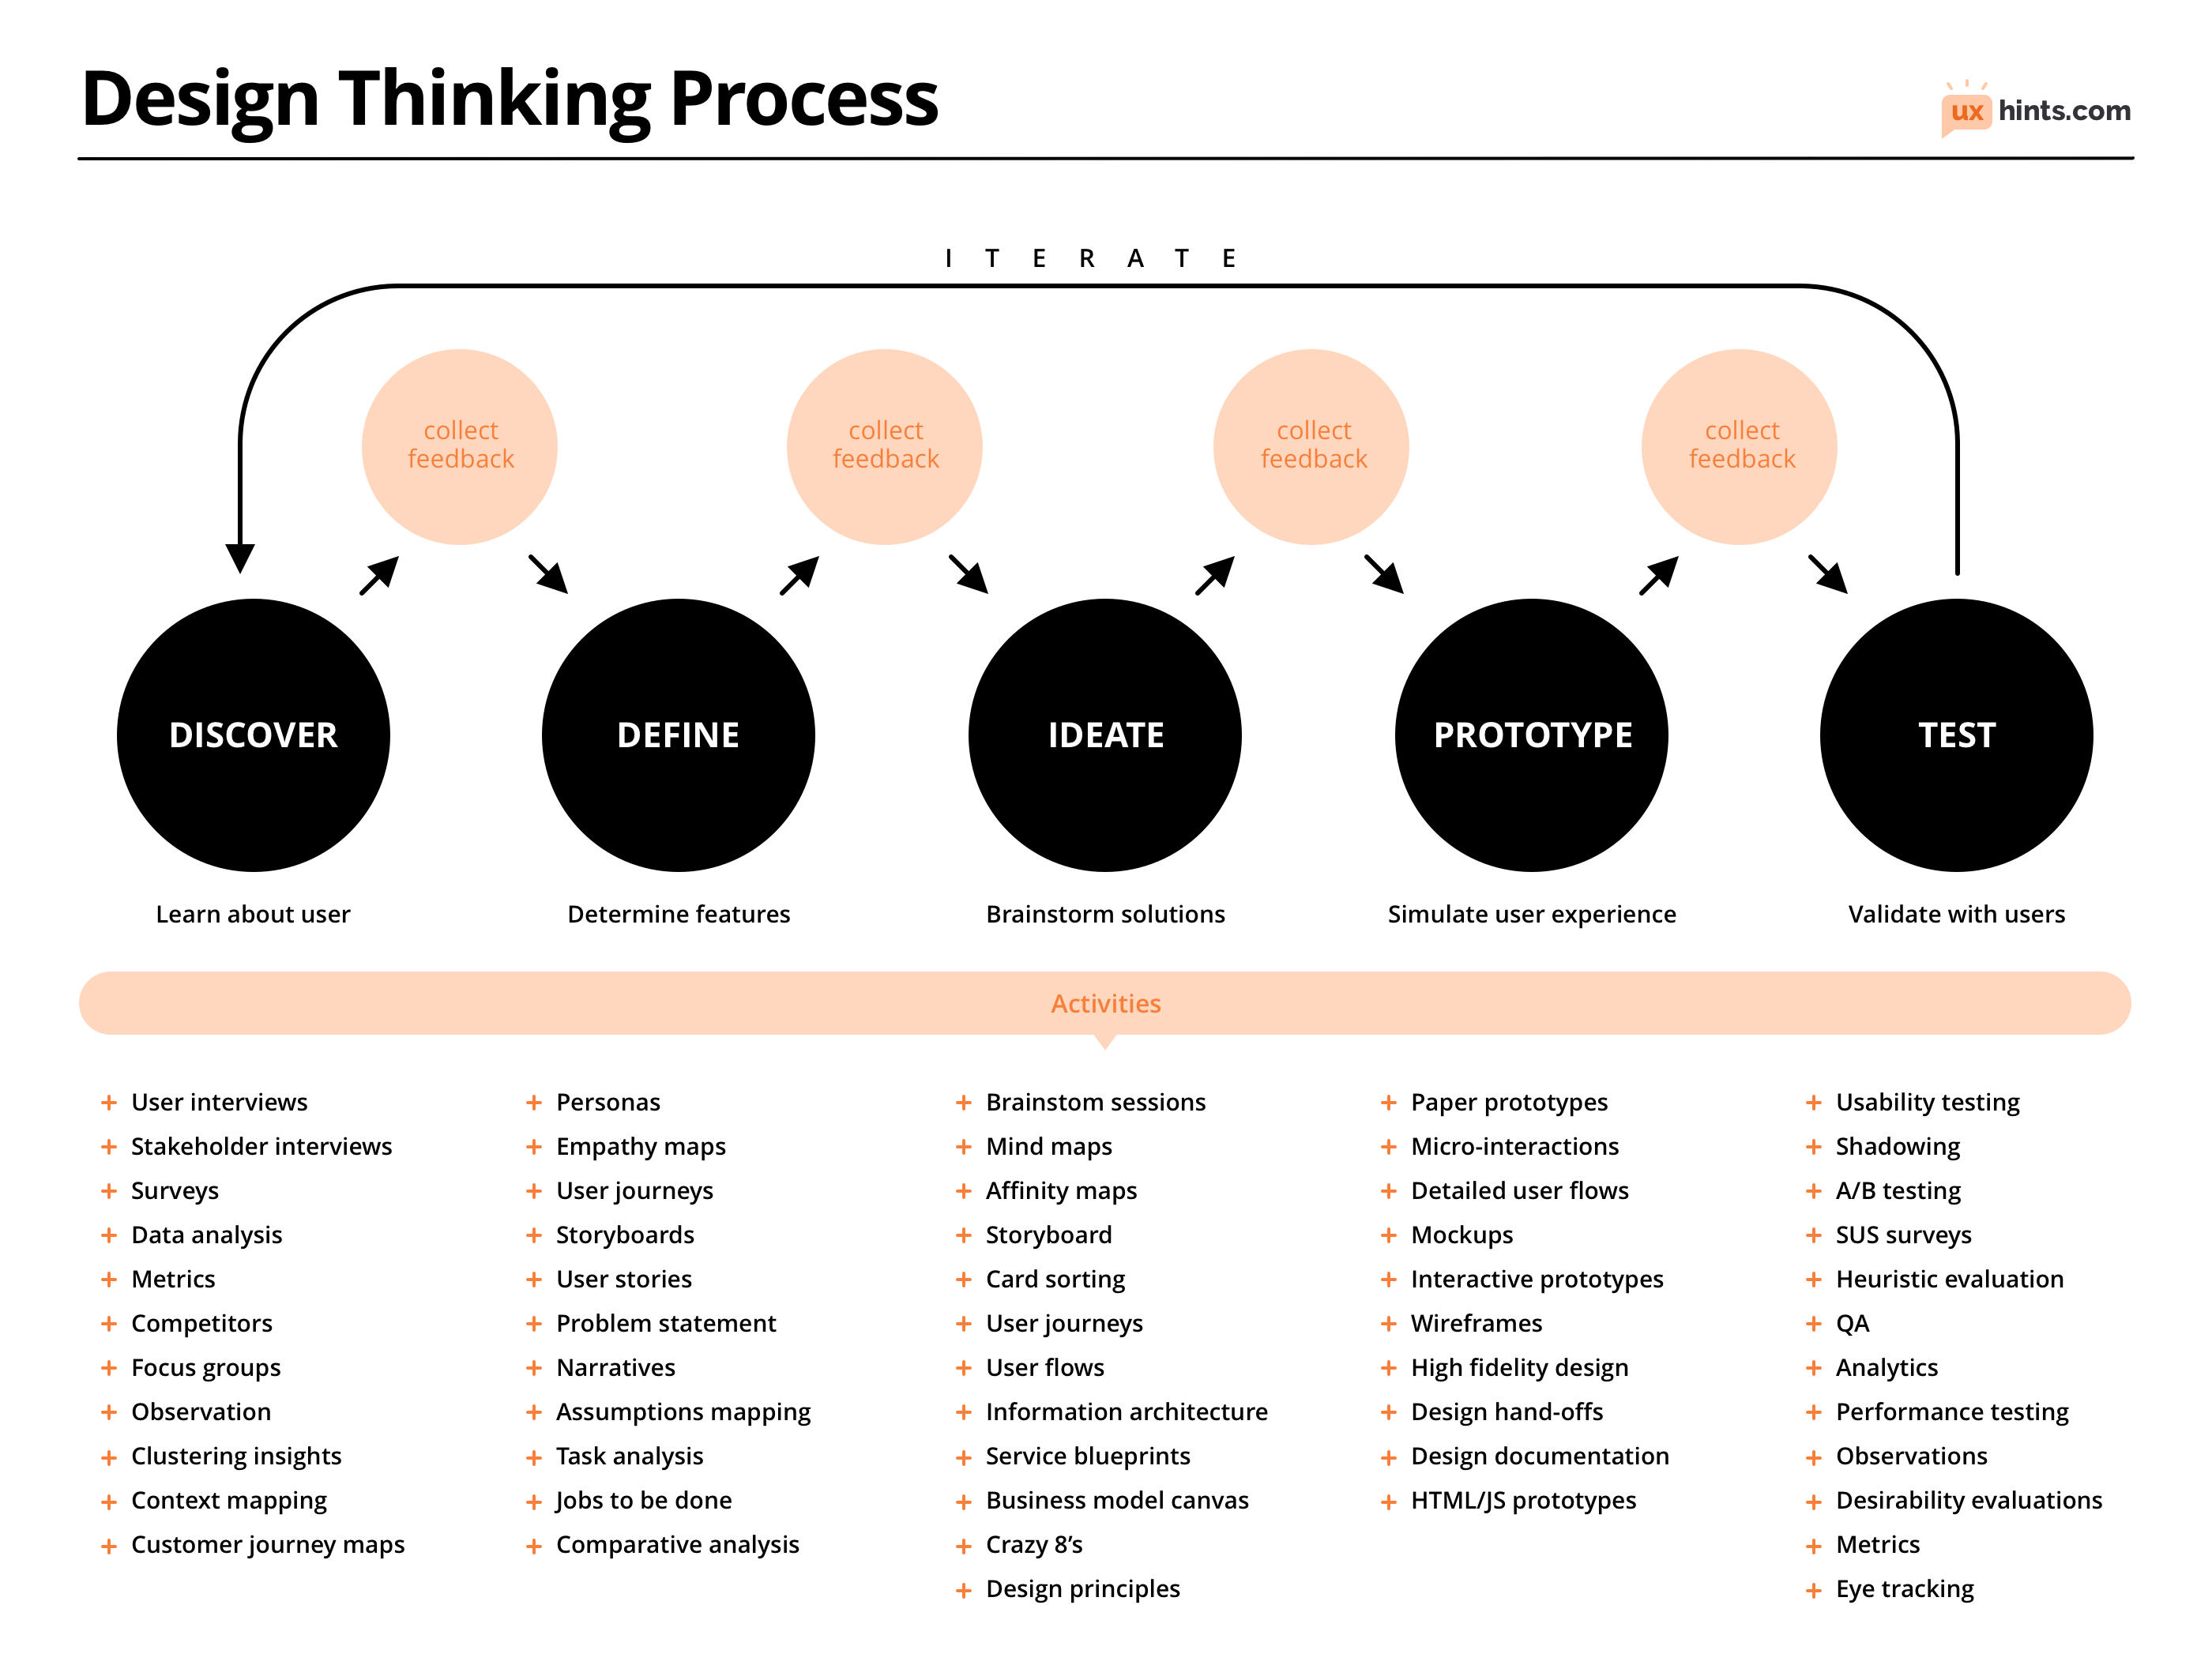 Design Thinking Process
ux hints.com
ITERATE
collect
feedback
collect
feedback
collect
feedback
collect
feedback
DISCOVER
DEFINE
IDEATE
PROTOTYPE
TEST
Learn about user
Determine features
Brainstorm solutions
Simulate user experience
Validate with users
Activities
+ User interviews
+ Stakeholder interviews
+ Surveys
+ Data analysis
+ Metrics
+ Competitors
+ Focus groups
+ Observation
+ Clustering insights
+ Context mapping
+ Customer journey maps
+ Personas
+ Empathy maps
+ User journeys
+ Storyboards
+ User stories
+ Problem statement
+ Narratives
+ Assumptions mapping
+ Task analysis
+ Jobs to be done
+ Comparative analysis
+ Brainstom sessions
+ Mind maps
+ Affinity maps
+ Storyboard
+ Card sorting
+ User journeys
+ User flows
+ Information architecture
+ Service blueprints
+ Business model canvas
+ Crazy 8’s
+ Design principles
+ Paper prototypes
+ Micro-interactions
+ Detailed user flows
+ Mockups
+ Interactive prototypes
+ Wireframes
+ High fidelity design
+ Design hand-offs
+ Design documentation
+ HTML/JS prototypes
+ Usability testing
+ Shadowing
+ A/B testing
+ SUS surveys
+ Heuristic evaluation
+ QA
+ Analytics
+ Performance testing
+ Observations
+ Desirability evaluations
+ Metrics
+ Eye tracking